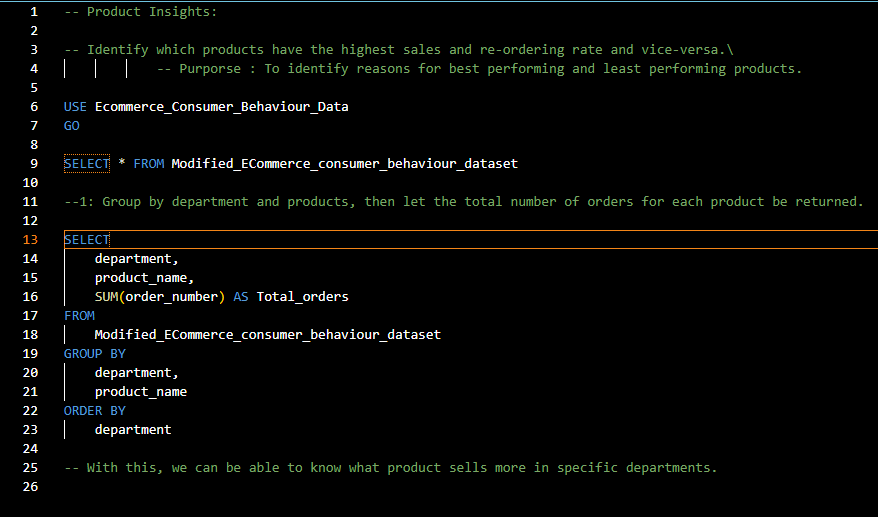 1 -- Product Insights:
2
3 -- Identify which products have the highest sales and re-ordering rate and vice-versa.\
4 -- Purporse : To identify reasons for best performing and least performing products.
5
6 USE Ecommerce_Consumer_Behaviour_Data
7 GO
8
9 SELECT * FROM Modified_ECommerce_consumer_behaviour_dataset
10
11 --1: Group by department and products, then let the total number of orders for each product be returned.
12
13 SELECT
14 department,
15 product_name,
16 SUM(order_number) AS Total_orders
17 FROM
18 Modified_ECommerce_consumer_behaviour_dataset
19 GROUP BY
20 department,
21 product_name
22 ORDER BY
23 department
24
25 -- With this, we can be able to know what product sells more in specific departments.
26